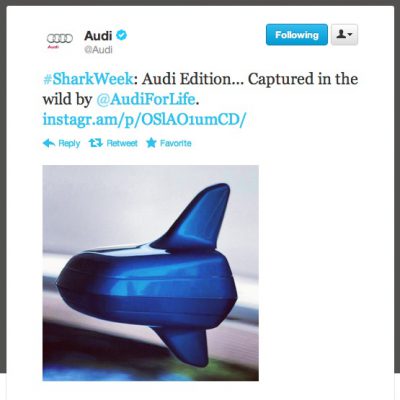 Audi
@Audi
Following
Audi
#SharkWeek: Audi Edition... Captured in the
wild by @AudiForLife.
instagr.am/p/OSlAO1umCD/
Reply Retweet Favorite